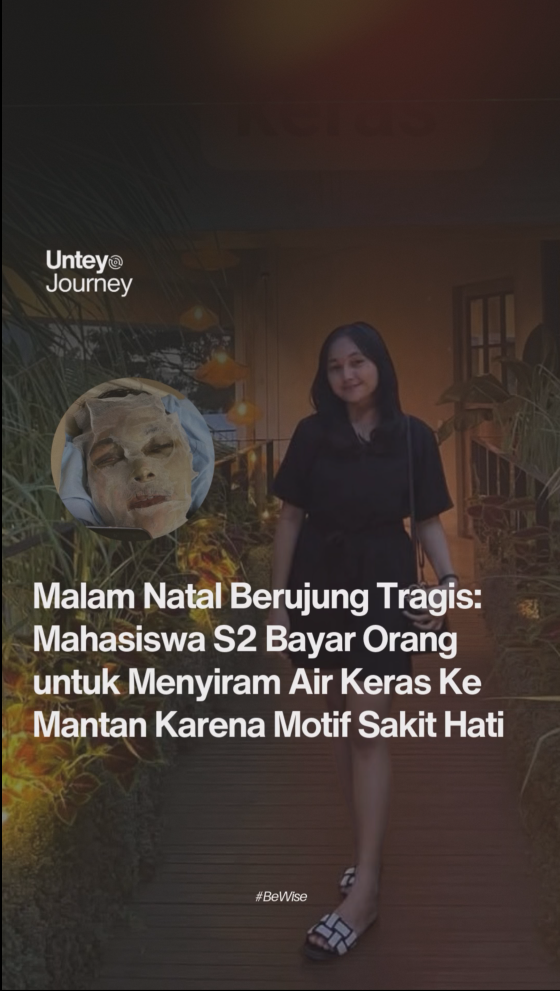 Keras
Untey
Journey
Malam Natal Berujung Tragis:
Mahasiswa S2 Bayar Orang
untuk Menyiram Air Keras Ke
Mantan Karena Motif Sakit Hati
#BeWise